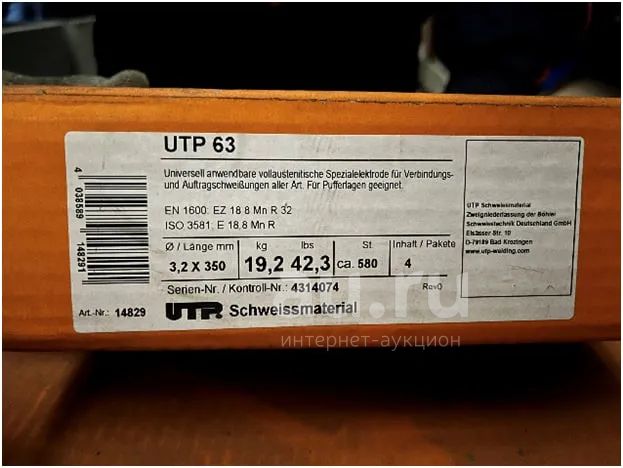 UTP 63
Universell anwendbare vollaustenitische Spezialelektrode für Verbindungs-
und Auftragschweißungen aller Art. Für Pufferlagen geeignet.
EN 1600: EZ 18 8 Mn R 32
ISO 3581: E 18.8 Mn R
Ø / Länge mm kg lbs St. Inhalt / Pakete
3,2 X 350 19,2 42,3 ca. 580 4
Serien-Nr. / Kontroll-Nr.: 4314074 Rev0
Art.-Nr.: 14829 UTP Schweissmaterial
4 038589 148291
UTP Schweissmaterial
Zweigniederlassung der Böhler
Schweisstechnik Deutschland GmbH
Elsässer Str. 10
D-79189 Bad Krozingen
www.utp-welding.com
au.ru
интернет-аукцион